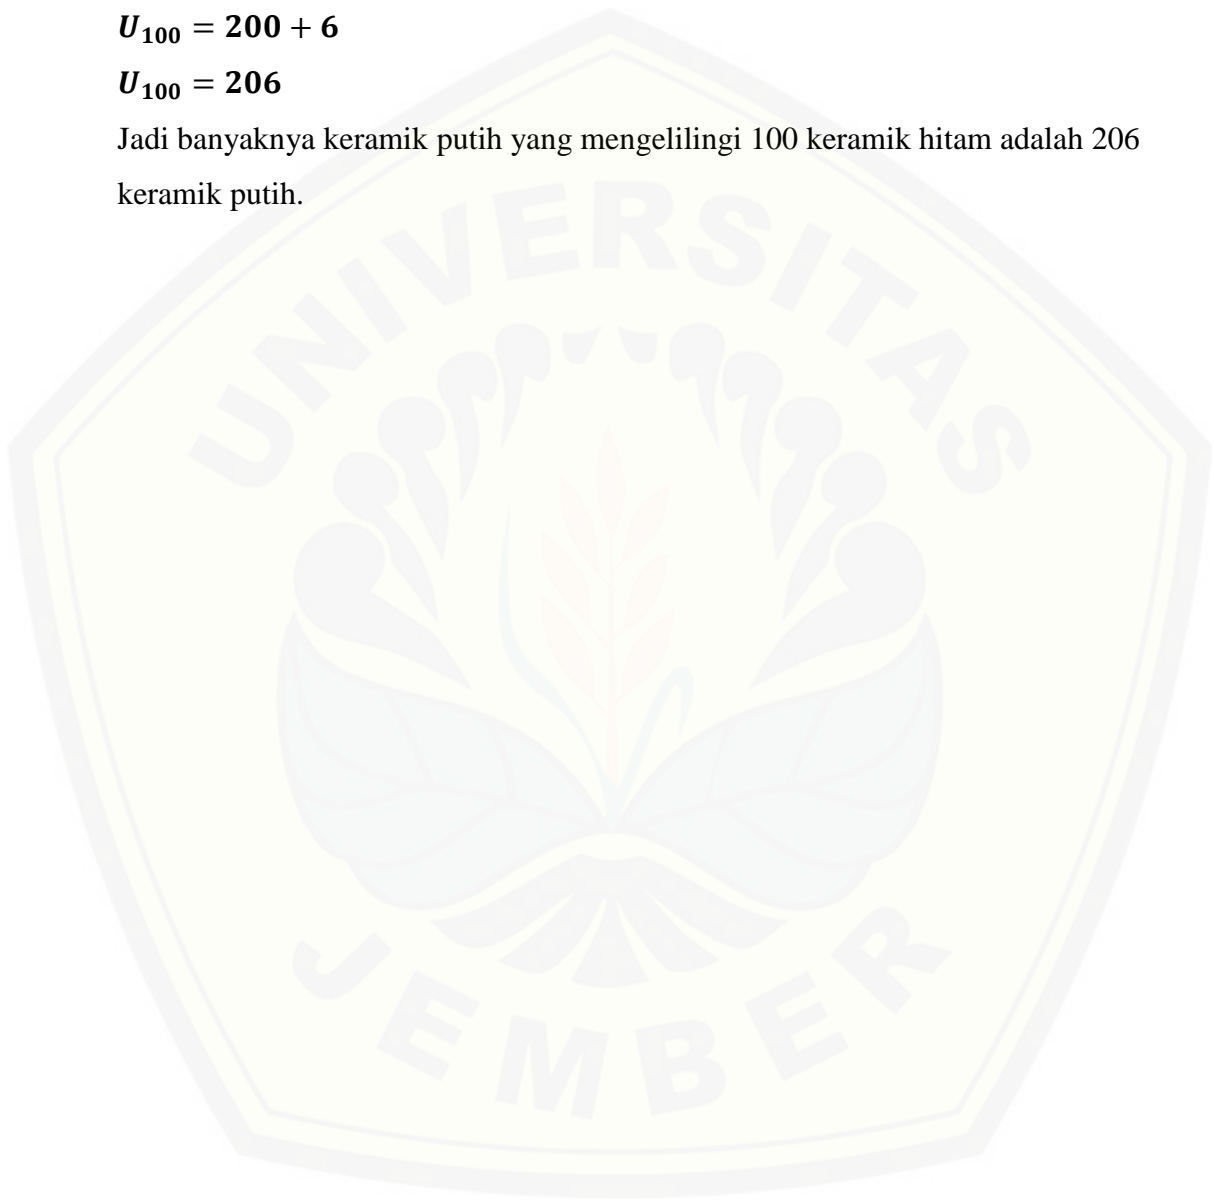 U₁₀₀ = 200 + 6
U₁₀₀ = 206
Jadi banyaknya keramik putih yang mengelilingi 100 keramik hitam adalah 206
keramik putih.
UNIVERSITAS
JEMBER